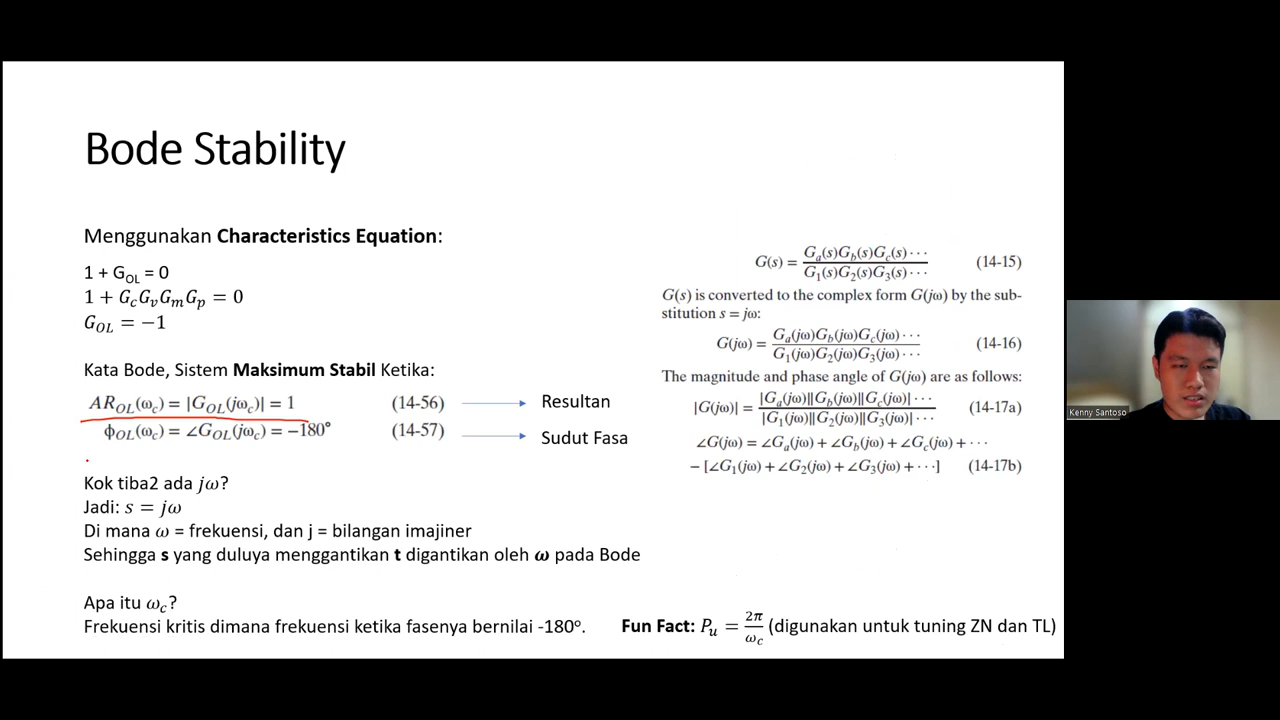 Bode Stability
Menggunakan Characteristics Equation:
1 + G_OL = 0
1 + G_cG_vG_mG_p = 0
G_OL = −1
Kata Bode, Sistem Maksimum Stabil Ketika:
AR_OL(ω_c) = |G_OL(jω_c)| = 1 (14-56) Resultan
ϕ_OL(ω_c) = ∠G_OL(jω_c) = −180° (14-57) Sudut Fasa
Kok tiba2 ada jω?
Jadi: s = jω
Di mana ω = frekuensi, dan j = bilangan imajiner
Sehingga s yang duluya menggantikan t digantikan oleh ω pada Bode
Apa itu ω_c?
Frekuensi kritis dimana frekuensi ketika fasenya bernilai -180°.
G(s) = G_a(s)G_b(s)G_c(s)··· / G_1(s)G_2(s)G_3(s)··· (14-15)
G(s) is converted to the complex form G(jω) by the sub-
stitution s = jω:
G(jω) = G_a(jω)G_b(jω)G_c(jω)··· / G_1(jω)G_2(jω)G_3(jω)··· (14-16)
The magnitude and phase angle of G(jω) are as follows:
|G(jω)| = |G_a(jω)||G_b(jω)||G_c(jω)|··· / |G_1(jω)||G_2(jω)||G_3(jω)|··· (14-17a)
∠G(jω) = ∠G_a(jω) + ∠G_b(jω) + ∠G_c(jω) + ···
− [∠G_1(jω) + ∠G_2(jω) + ∠G_3(jω) + ···] (14-17b)
Fun Fact: P_u = 2π / ω_c (digunakan untuk tuning ZN dan TL)
Kenny Santoso